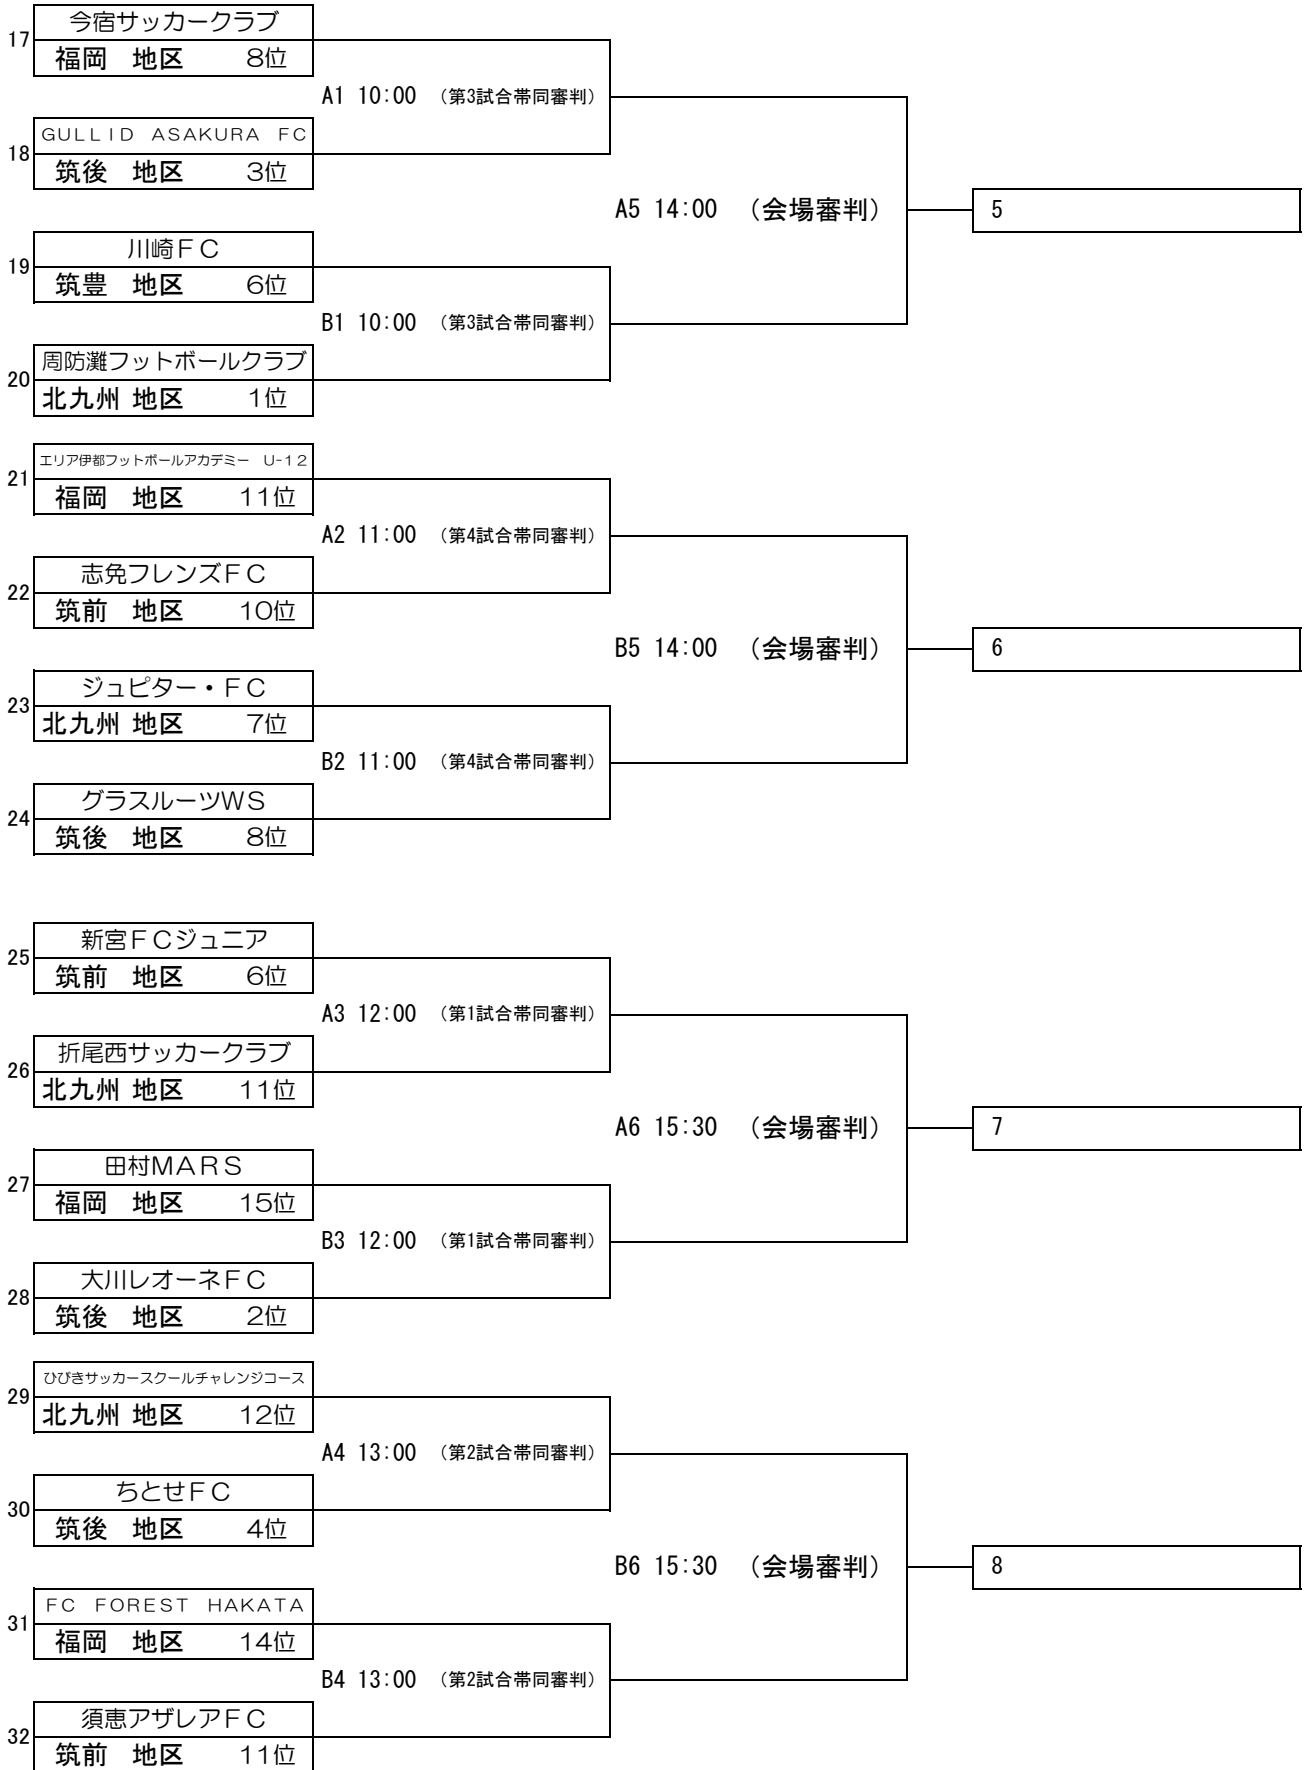 今宿サッカークラブ
17
福岡　地区　8位
A1 10:00　（第3試合帯同審判）
GULLID　ASAKURA　FC
18
筑後　地区　3位
A5 14:00　（会場審判）
5
川崎ＦＣ
19
筑豊　地区　6位
B1 10:00　（第3試合帯同審判）
周防灘フットボールクラブ
20
北九州 地区　1位
エリア伊都フットボールアカデミー　U-12
21
福岡　地区　11位
A2 11:00　（第4試合帯同審判）
志免フレンズＦＣ
22
筑前　地区　10位
B5 14:00　（会場審判）
6
ジュピター・ＦＣ
23
北九州 地区　7位
B2 11:00　（第4試合帯同審判）
グラスルーツWS
24
筑後　地区　8位
新宮ＦＣジュニア
25
筑前　地区　6位
A3 12:00　（第1試合帯同審判）
折尾西サッカークラブ
26
北九州 地区　11位
A6 15:30　（会場審判）
7
田村MARS
27
福岡　地区　15位
B3 12:00　（第1試合帯同審判）
大川レオーネＦＣ
28
筑後　地区　2位
ひびきサッカースクールチャレンジコース
29
北九州 地区　12位
A4 13:00　（第2試合帯同審判）
ちとせＦＣ
30
筑後　地区　4位
B6 15:30　（会場審判）
8
FC　FOREST　HAKATA
31
福岡　地区　14位
B4 13:00　（第2試合帯同審判）
須恵アザレアＦＣ
32
筑前　地区　11位